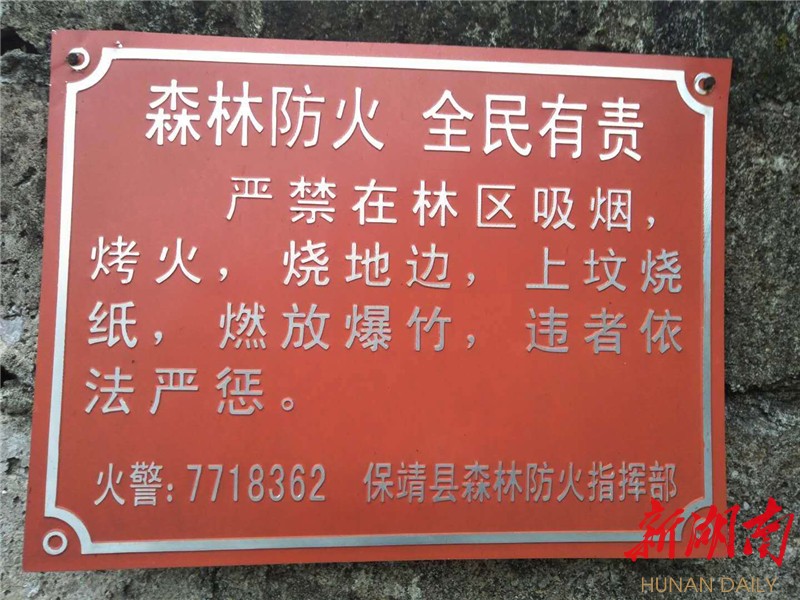 森林防火 全民有责
严禁在林区吸烟，
烤火，烧地边，上坟烧
纸，燃放爆竹，违者依
法严惩。
火警：7718362 保靖县森林防火指挥部
新湖南
HUNAN DAILY